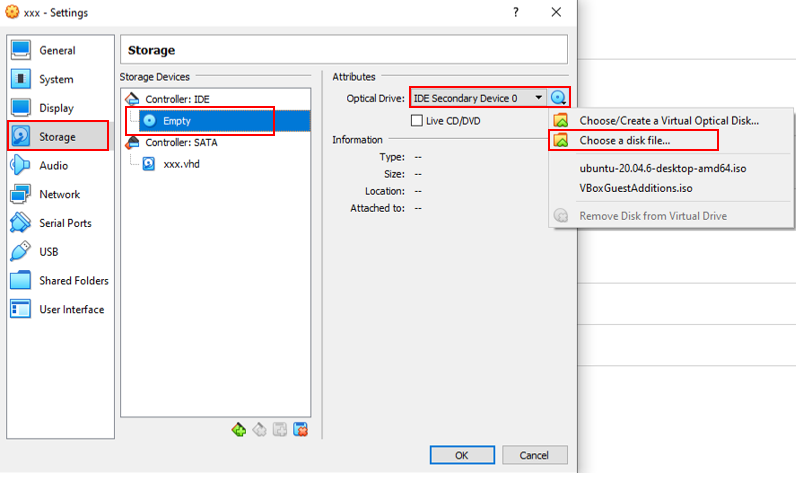 xxx - Settings
?
General
System
Display
Storage
Audio
Network
Serial Ports
USB
Shared Folders
User Interface
Storage
Storage Devices
Controller: IDE
Empty
Controller: SATA
xxx.vhd
Attributes
Optical Drive: IDE Secondary Device 0
Live CD/DVD
Information
Type: --
Size: --
Location: --
Attached to: --
Choose/Create a Virtual Optical Disk...
Choose a disk file...
ubuntu-20.04.6-desktop-amd64.iso
VBoxGuestAdditions.iso
Remove Disk from Virtual Drive
OK
Cancel